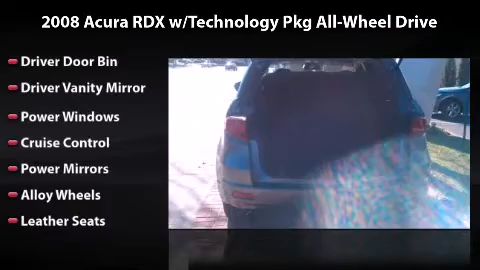 2008 Acura RDX w/Technology Pkg All-Wheel Drive
Driver Door Bin
Driver Vanity Mirror
Power Windows
Cruise Control
Power Mirrors
Alloy Wheels
Leather Seats